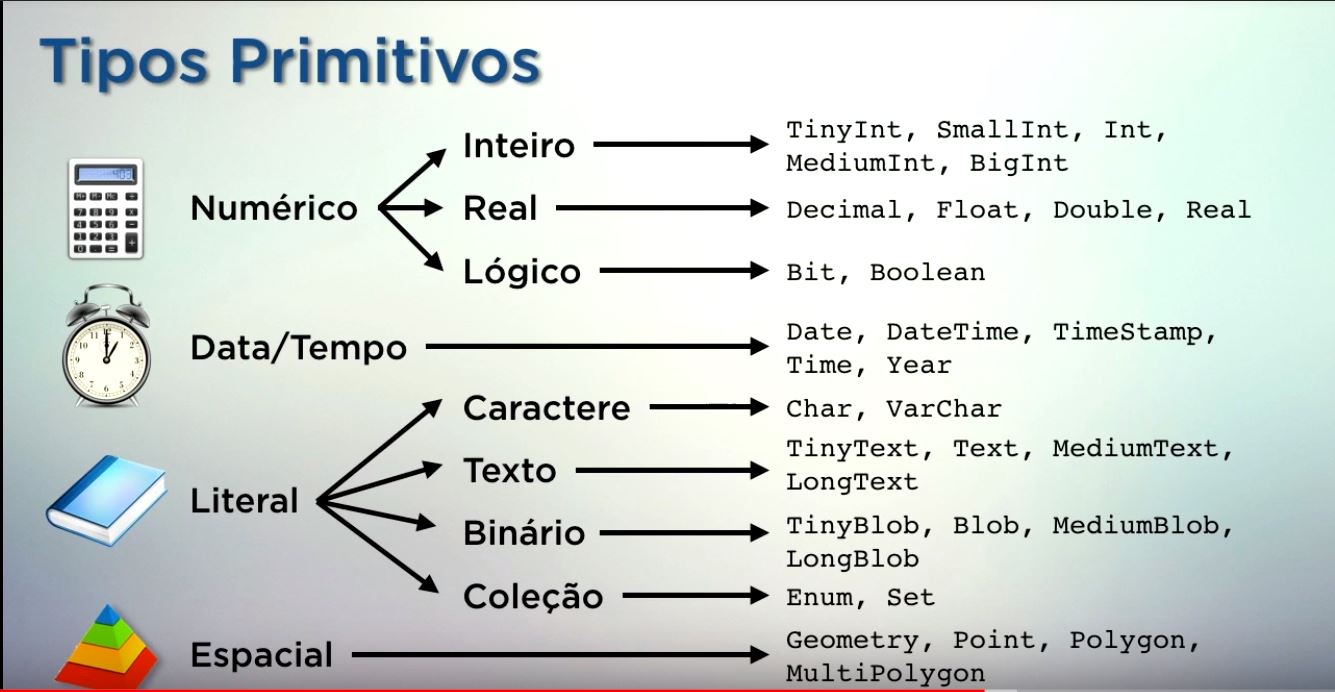 Tipos Primitivos
Numérico
Inteiro
TinyInt, SmallInt, Int,
MediumInt, BigInt
Real
Decimal, Float, Double, Real
Lógico
Bit, Boolean
Data/Tempo
Date, DateTime, TimeStamp,
Time, Year
Literal
Caractere
Char, VarChar
Texto
TinyText, Text, MediumText,
LongText
Binário
TinyBlob, Blob, MediumBlob,
LongBlob
Coleção
Enum, Set
Espacial
Geometry, Point, Polygon,
MultiPolygon